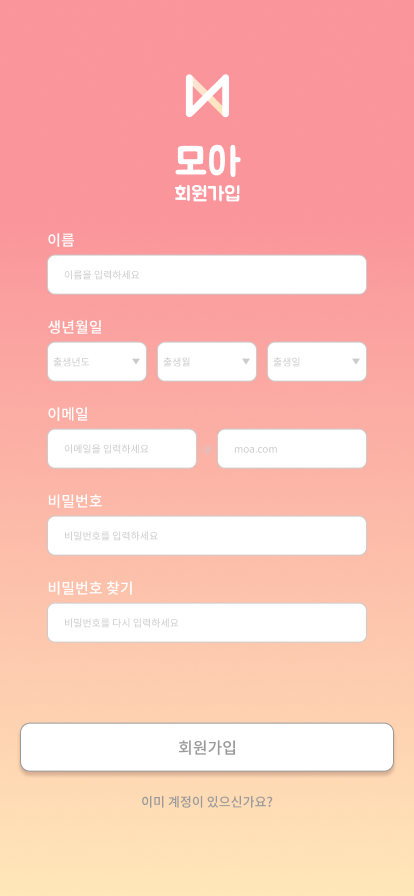 모아
회원가입
이름
이름을 입력하세요
생년월일
출생년도 출생월 출생일
이메일
이메일을 입력하세요 @ moa.com
비밀번호
비밀번호를 입력하세요
비밀번호 찾기
비밀번호를 다시 입력하세요
회원가입
이미 계정이 있으신가요?